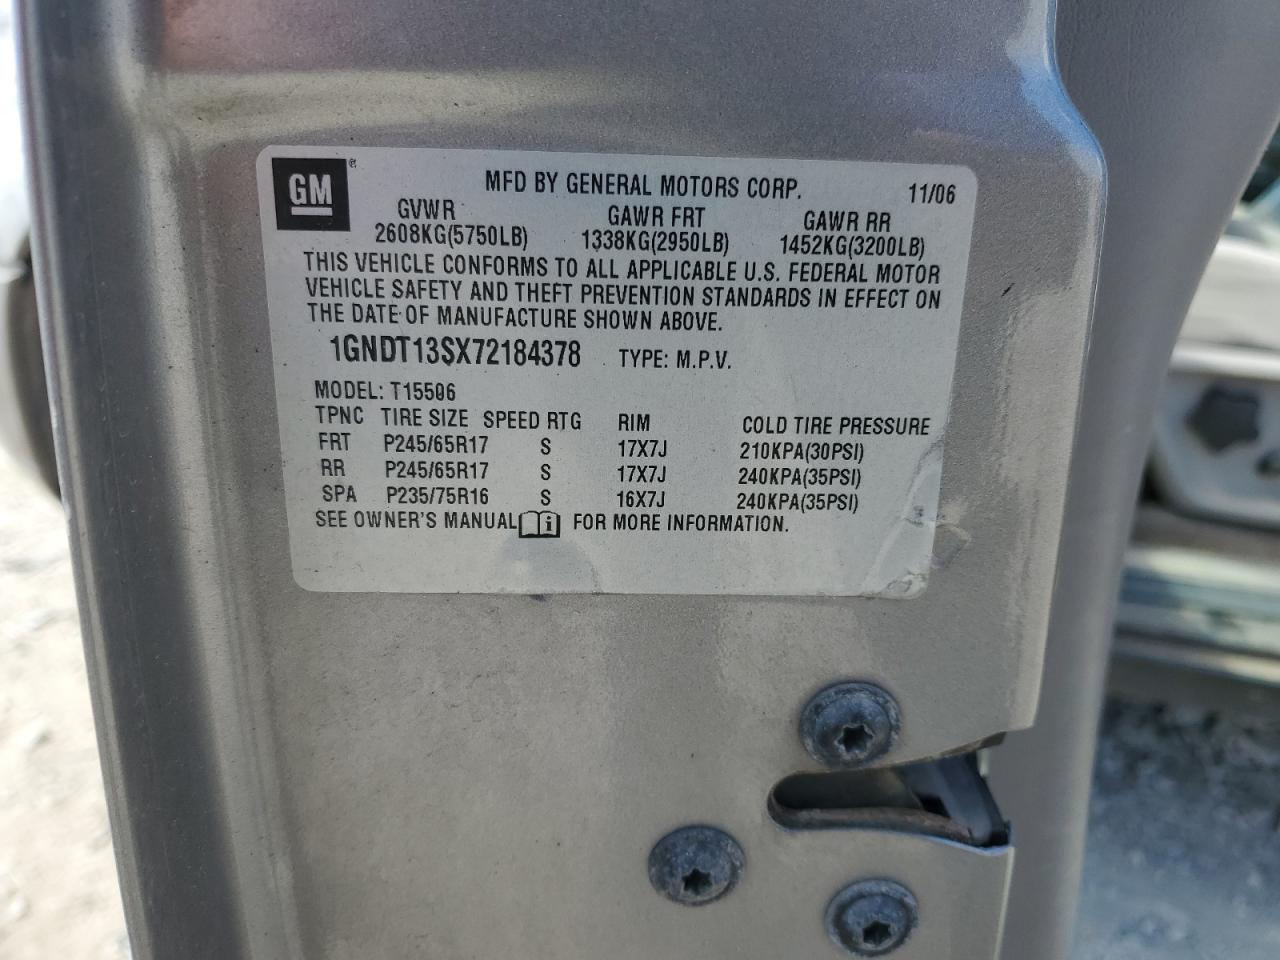 GM ® MFD BY GENERAL MOTORS CORP. 11/06
GVWR GAWR FRT GAWR RR
2608KG(5750LB) 1338KG(2950LB) 1452KG(3200LB)
THIS VEHICLE CONFORMS TO ALL APPLICABLE U.S. FEDERAL MOTOR
VEHICLE SAFETY AND THEFT PREVENTION STANDARDS IN EFFECT ON
THE DATE OF MANUFACTURE SHOWN ABOVE.
1GNDT13SX72184378 TYPE: M.P.V.
MODEL: T15506
TPNC TIRE SIZE SPEED RTG RIM COLD TIRE PRESSURE
FRT P245/65R17 S 17X7J 210KPA(30PSI)
RR P245/65R17 S 17X7J 240KPA(35PSI)
SPA P235/75R16 S 16X7J 240KPA(35PSI)
SEE OWNER'S MANUAL i FOR MORE INFORMATION.